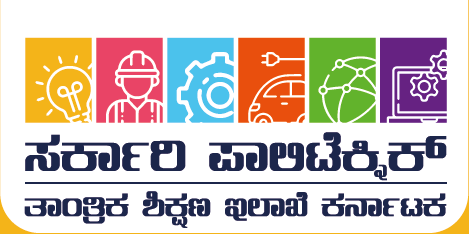 ಸರ್ಕಾರಿ ಪಾಲಿಟೆಕ್ನಿಕ್
ತಾಂತ್ರಿಕ ಶಿಕ್ಷಣ ಇಲಾಖೆ ಕರ್ನಾಟಕ